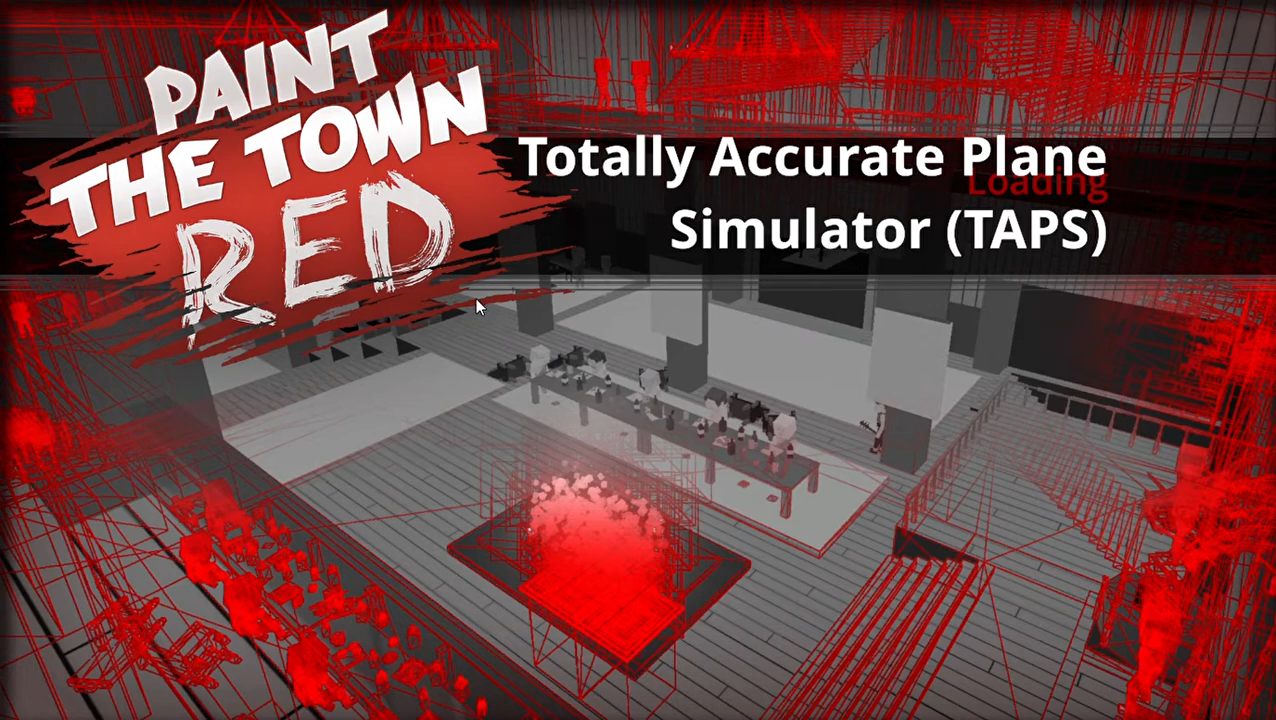 PAINT
THE TOWN
RED
Totally Accurate Plane
Loading
Simulator (TAPS)